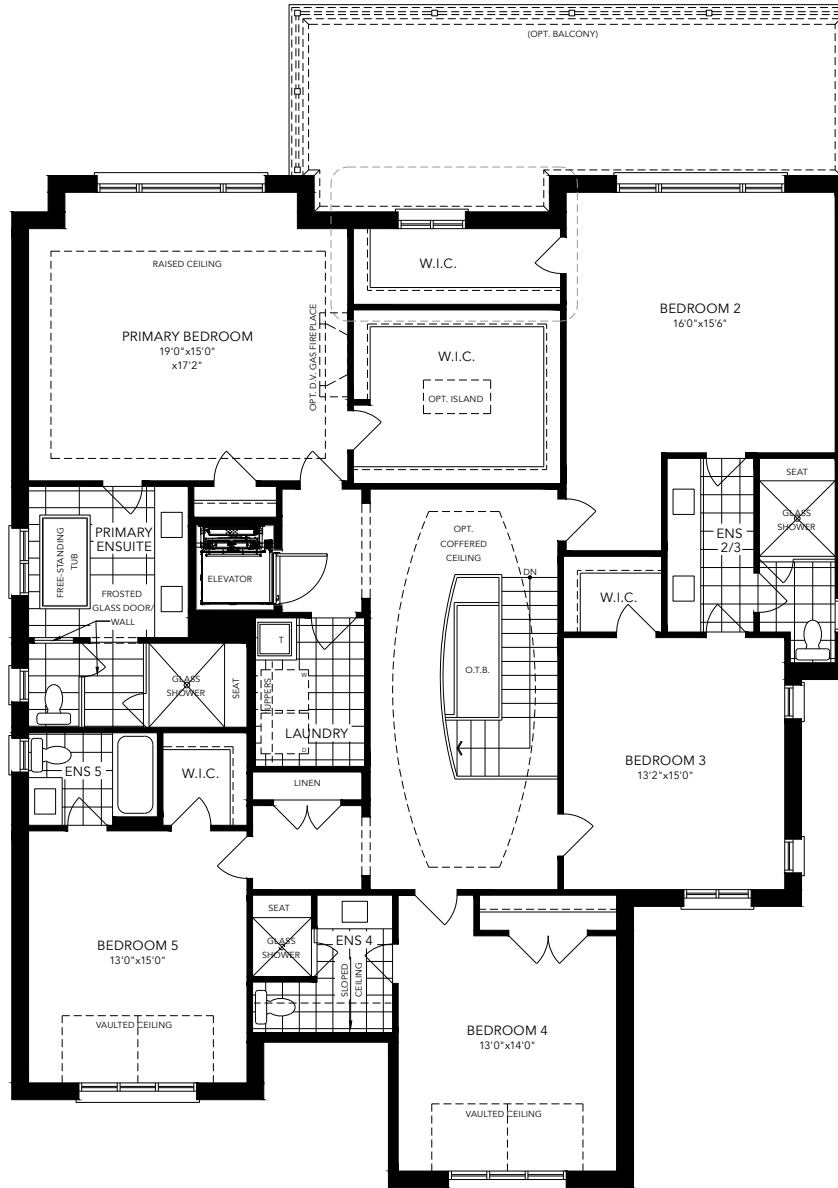 (OPT. BALCONY)
RAISED CEILING
PRIMARY BEDROOM
19'0"x15'0"
x17'2"
OPT. D.V. GAS FIREPLACE
W.I.C.
W.I.C.
OPT. ISLAND
BEDROOM 2
16'0"x15'6"
PRIMARY
ENSUITE
FREE-STANDING
TUB
FROSTED
GLASS DOOR/
WALL
ELEVATOR
OPT.
COFFERED
CEILING
DN
O.T.B.
ENS
2/3
SEAT
GLASS
SHOWER
W.I.C.
GLASS
SHOWER
SEAT
T
UPPERS
W
D
LAUNDRY
BEDROOM 3
13'2"x15'0"
ENS 5
W.I.C.
LINEN
BEDROOM 5
13'0"x15'0"
VAULTED CEILING
SEAT
GLASS
SHOWER
ENS 4
SLOPED
CEILING
BEDROOM 4
13'0"x14'0"
VAULTED CEILING